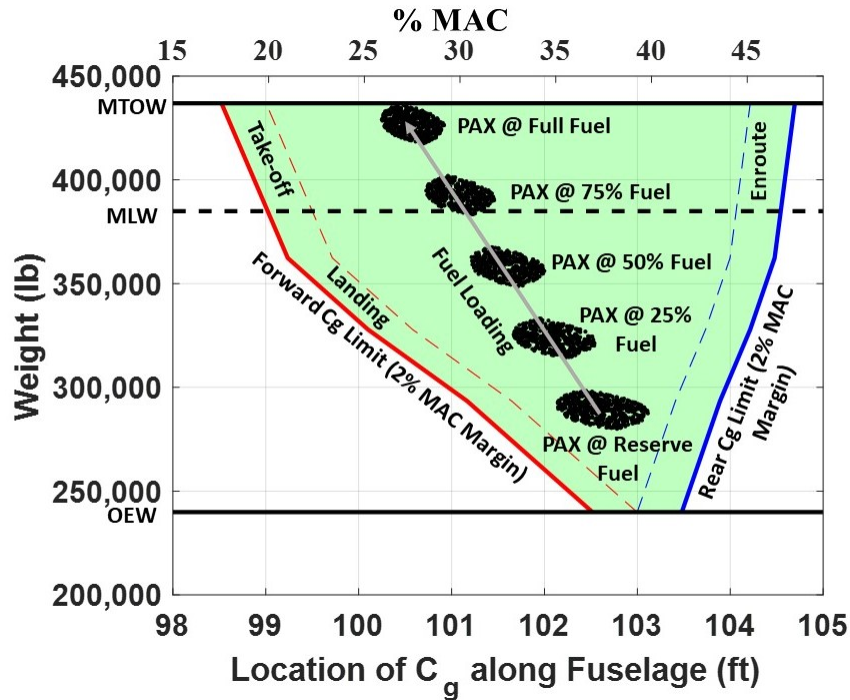 % MAC
15 20 25 30 35 40 45
450,000
MTOW
PAX @ Full Fuel
Take-off
Enroute
400,000
PAX @ 75% Fuel
MLW
350,000
PAX @ 50% Fuel
Fuel Loading
Landing
Forward Cg Limit (2% MAC Margin)
PAX @ 25%
Fuel
Rear Cg Limit (2% MAC
Margin)
300,000
PAX @ Reserve
Fuel
250,000
OEW
200,000
Weight (lb)
98 99 100 101 102 103 104 105
Location of Cg along Fuselage (ft)